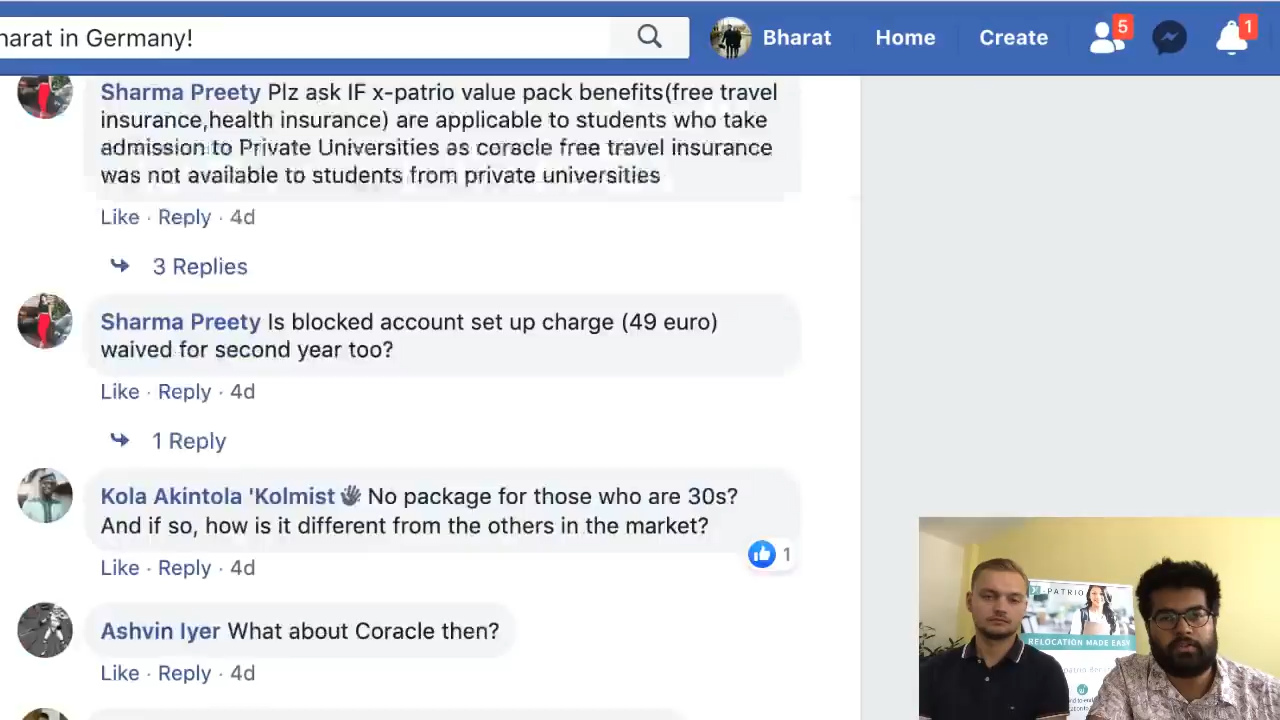 harat in Germany!
Bharat
Home
Create
5
1
Sharma Preety Plz ask IF x-patrio value pack benefits(free travel
insurance,health insurance) are applicable to students who take
admission to Private Universities as coracle free travel insurance
was not available to students from private universities
Like · Reply · 4d
3 Replies
Sharma Preety Is blocked account set up charge (49 euro)
waived for second year too?
Like · Reply · 4d
1 Reply
Kola Akintola 'Kolmist No package for those who are 30s?
And if so, how is it different from the others in the market?
1
Like · Reply · 4d
Ashvin Iyer What about Coracle then?
Like · Reply · 4d
X-PATRIO
RELOCATION MADE EASY